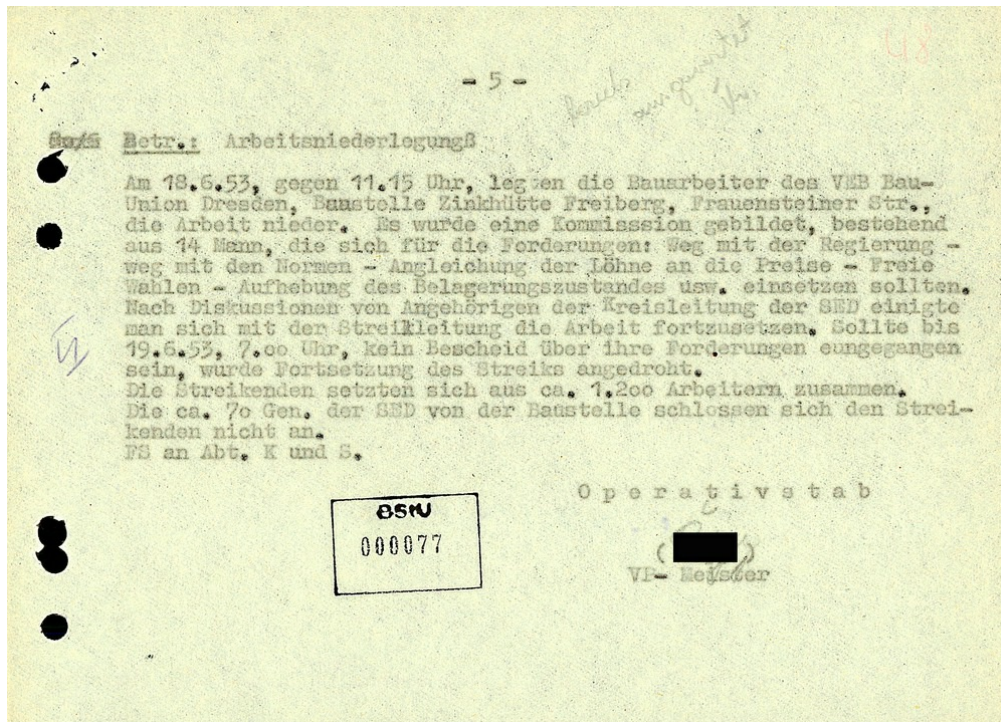 - 5 -
Betr.: Arbeitsniederlegungß
Am 18.6.53, gegen 11.15 Uhr, legten die Bauarbeiter des VEB Bau-
Union Dresden, Baustelle Zinkhütte Freiberg, Frauensteiner Str.,
die Arbeit nieder. Es wurde eine Kommisssion gebildet, bestehend
aus 14 Mann, die sich für die Forderungen: Weg mit der Regierung -
weg mit den Normen - Angleichung der Löhne an die Preise - Freie
Wahlen - Aufhebung des Belagerungszustandes usw. einsetzen sollten.
Nach Diskussionen von Angehörigen der Kreisleitung der SED einigte
man sich mit der Streikleitung die Arbeit fortzusetzen. Sollte bis
19.6.53, 7.oo Uhr, kein Bescheid über ihre Forderungen eungegangen
sein, wurde Fortsetzung des Streiks angedroht.
Die Streikenden setzten sich aus ca. 1.2oo Arbeitern zusammen.
Die ca. 7o Gen. der SED von der Baustelle schlossen sich den Strei-
kenden nicht an.
FS an Abt. K und S.
Operativstab
BStU
000077
( )
VP- Meister